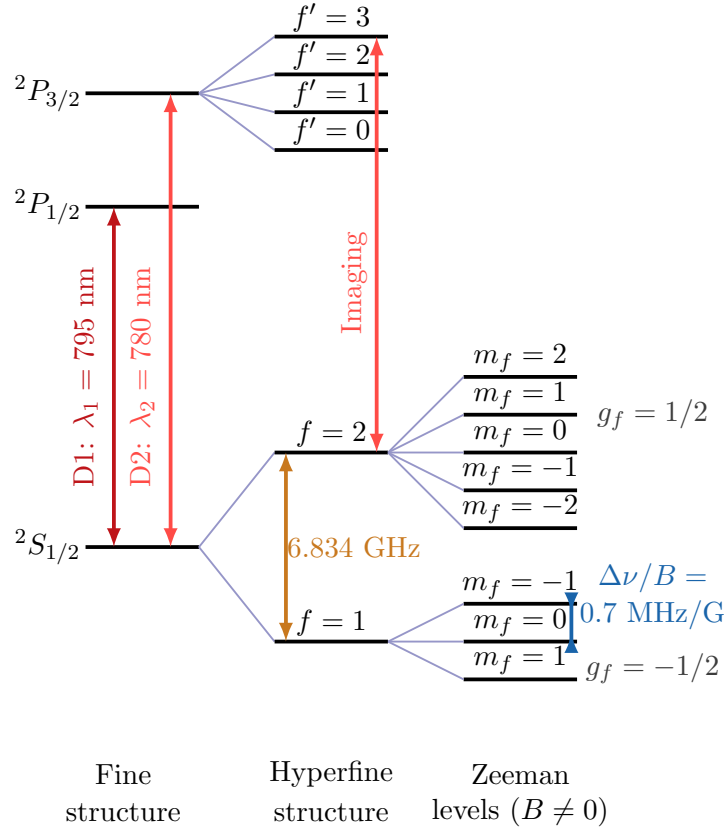 f′ = 3
f′ = 2
f′ = 1
f′ = 0
²P₃/₂
²P₁/₂
D1: λ₁ = 795 nm
D2: λ₂ = 780 nm
Imaging
m_f = 2
m_f = 1
m_f = 0
m_f = −1
m_f = −2
g_f = 1/2
f = 2
²S₁/₂
6.834 GHz
f = 1
m_f = −1
m_f = 0
m_f = 1
Δν/B =
0.7 MHz/G
g_f = −1/2
Fine
structure
Hyperfine
structure
Zeeman
levels (B ≠ 0)